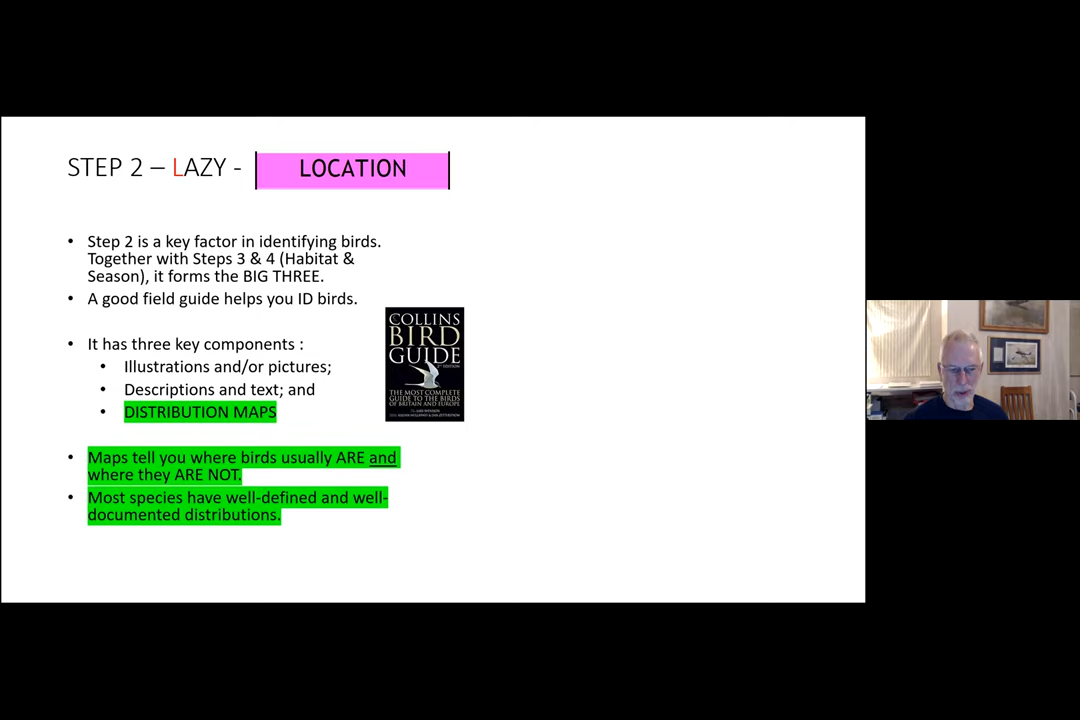 STEP 2 – LAZY - LOCATION
• Step 2 is a key factor in identifying birds.
Together with Steps 3 & 4 (Habitat &
Season), it forms the BIG THREE.
• A good field guide helps you ID birds.
• It has three key components :
• Illustrations and/or pictures;
• Descriptions and text; and
• DISTRIBUTION MAPS
• Maps tell you where birds usually ARE and
where they ARE NOT.
• Most species have well-defined and well-
documented distributions.
COLLINS
BIRD
GUIDE
THE MOST COMPLETE
GUIDE TO THE BIRDS
OF BRITAIN AND EUROPE